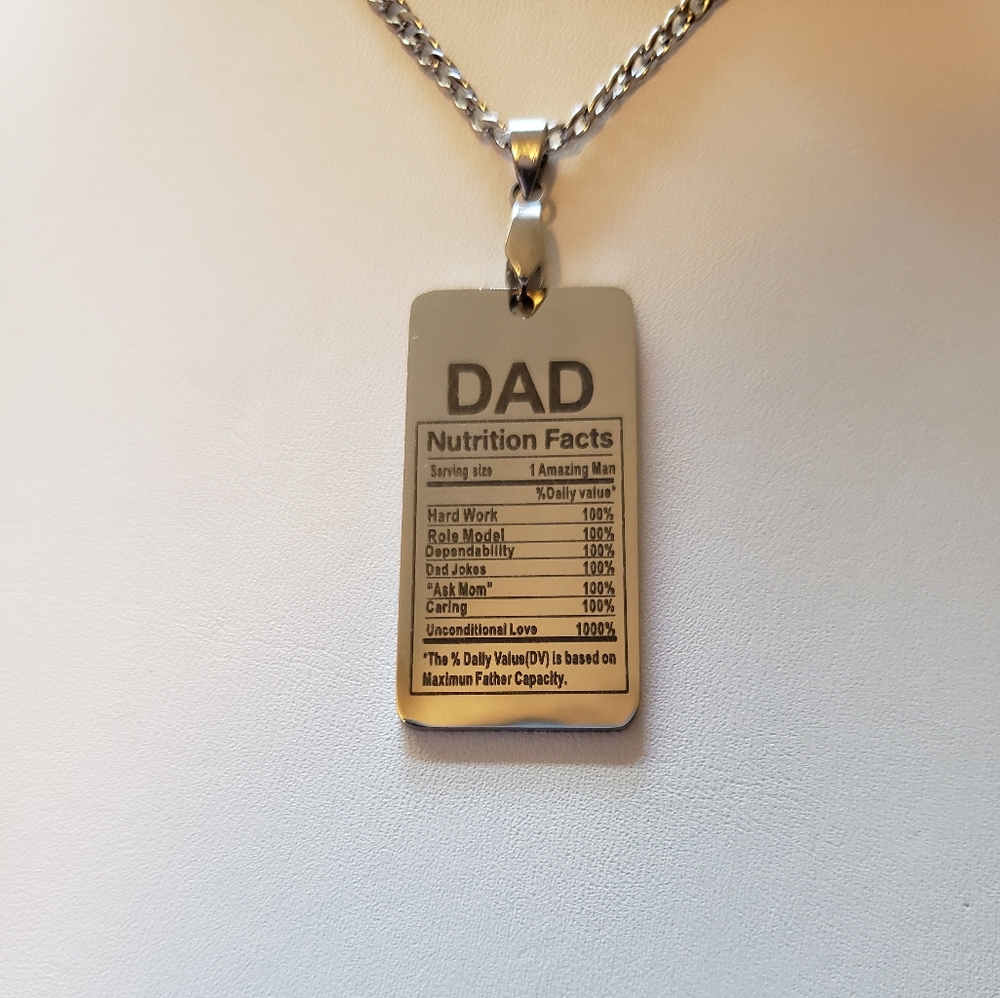 DAD
Nutrition Facts
Serving size 1 Amazing Man
%Daily value*
Hard Work 100%
Role Model 100%
Dependability 100%
Dad Jokes 100%
"Ask Mom" 100%
Caring 100%
Unconditional Love 1000%
*The % Daily Value(DV) is based on
Maximun Father Capacity.